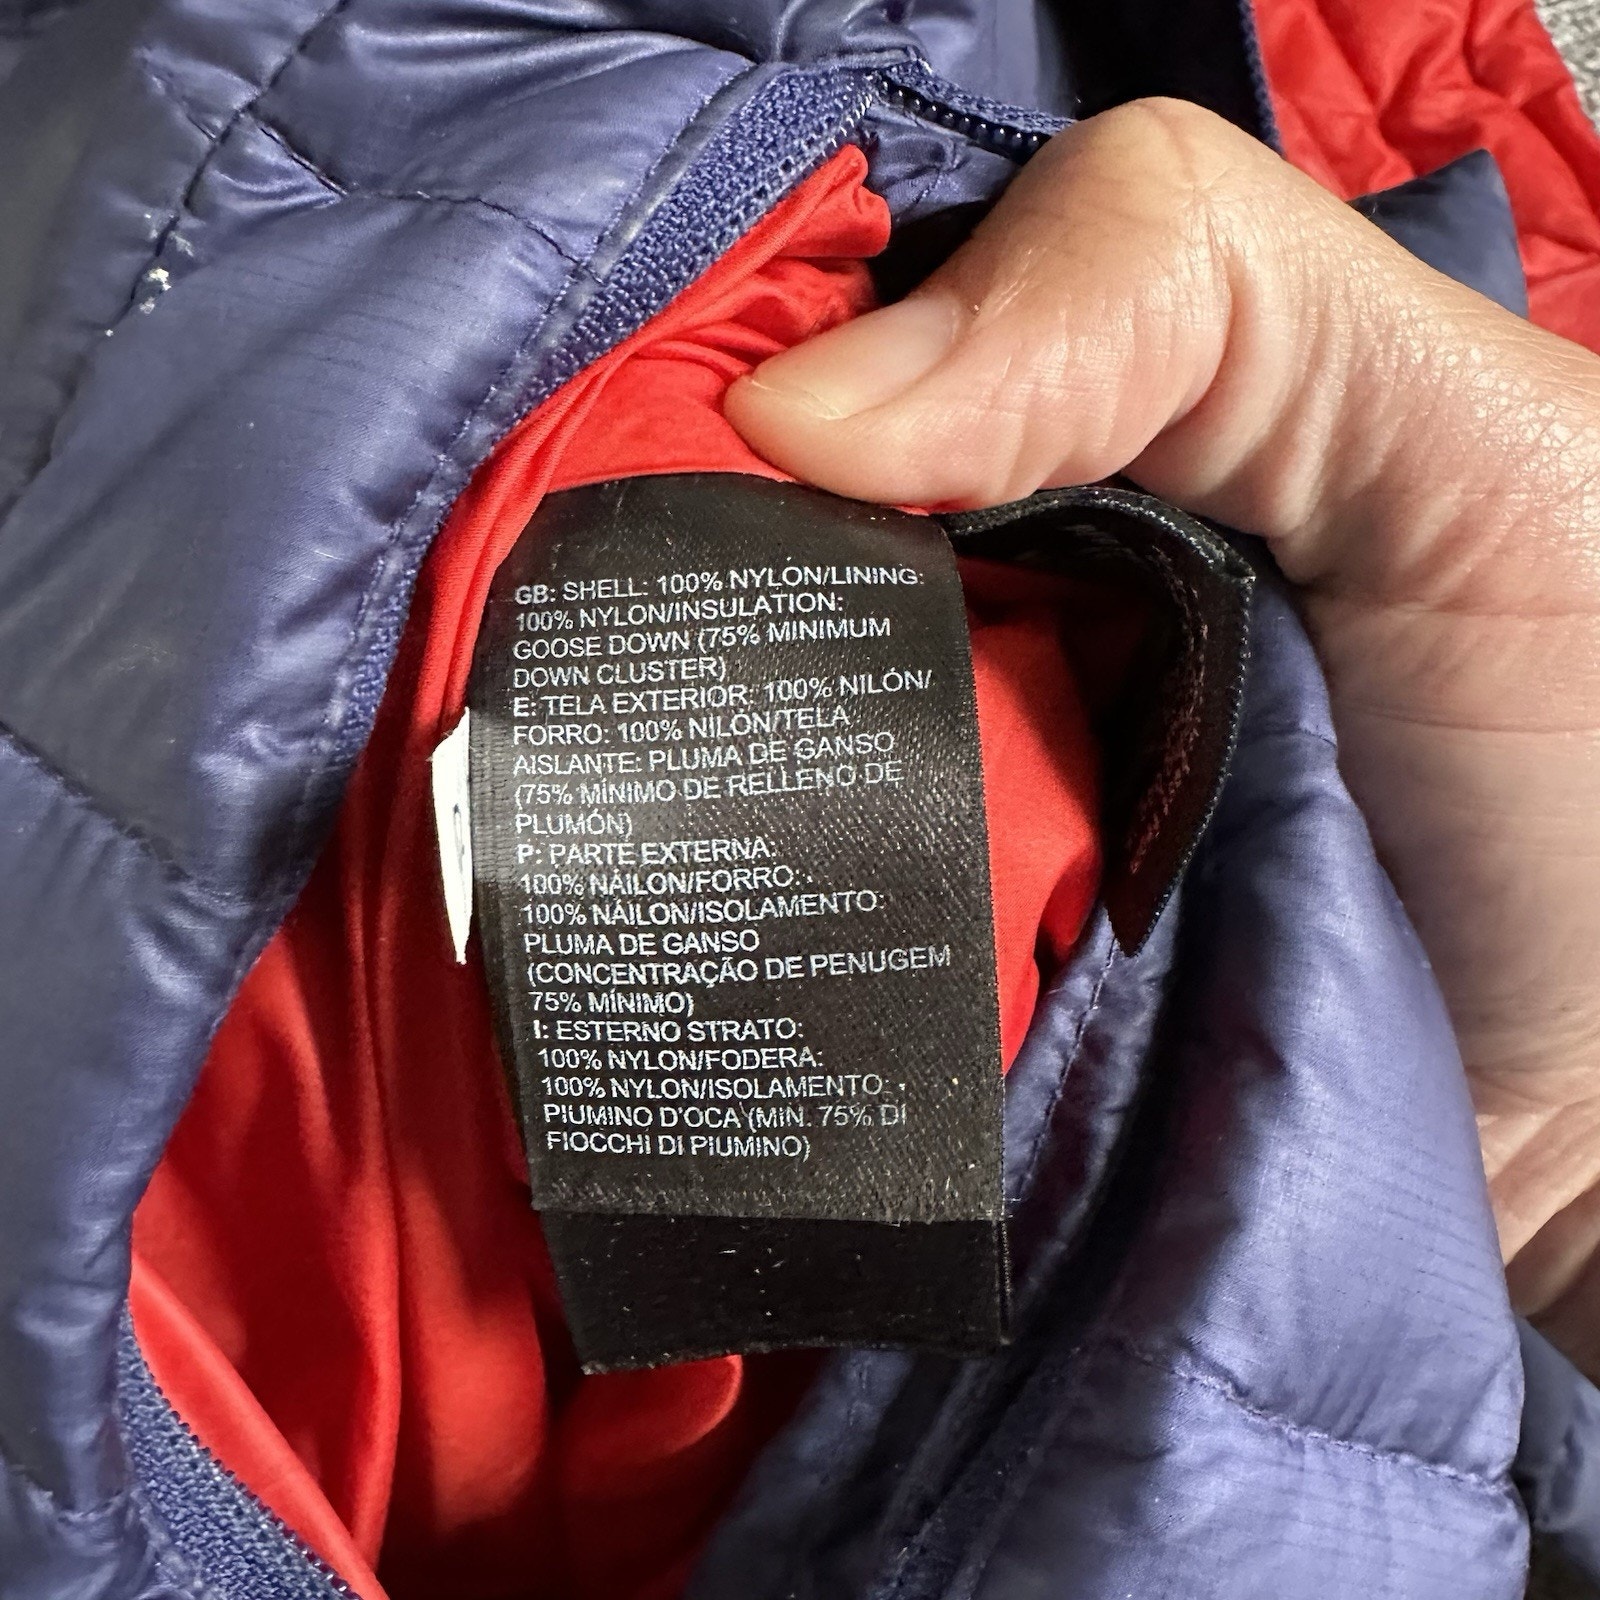 GB: SHELL: 100% NYLON/LINING:
100% NYLON/INSULATION:
GOOSE DOWN (75% MINIMUM
DOWN CLUSTER)
E: TELA EXTERIOR: 100% NILÓN/
FORRO: 100% NILÓN/TELA
AISLANTE: PLUMA DE GANSO
(75% MÍNIMO DE RELLENO DE
PLUMÓN)
P: PARTE EXTERNA:
100% NÁILON/FORRO:
100% NÁILON/ISOLAMENTO:
PLUMA DE GANSO
(CONCENTRAÇÃO DE PENUGEM
75% MÍNIMO)
I: ESTERNO STRATO:
100% NYLON/FODERA:
100% NYLON/ISOLAMENTO:
PIUMINO D'OCA (MIN. 75% DI
FIOCCHI DI PIUMINO)